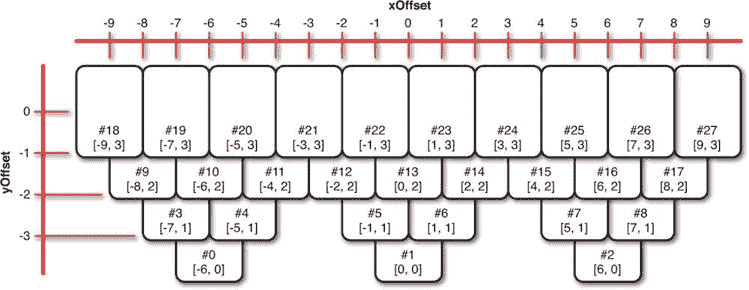 xOffset
-9 -8 -7 -6 -5 -4 -3 -2 -1 0 1 2 3 4 5 6 7 8 9
yOffset
0
-1
-2
-3
#18 #19 #20 #21 #22 #23 #24 #25 #26 #27
[-9, 3] [-7, 3] [-5, 3] [-3, 3] [-1, 3] [1, 3] [3, 3] [5, 3] [7, 3] [9, 3]
#9 #10 #11 #12 #13 #14 #15 #16 #17
[-8, 2] [-6, 2] [-4, 2] [-2, 2] [0, 2] [2, 2] [4, 2] [6, 2] [8, 2]
#3 #4 #5 #6 #7 #8
[-7, 1] [-5, 1] [-1, 1] [1, 1] [5, 1] [7, 1]
#0 #1 #2
[-6, 0] [0, 0] [6, 0]